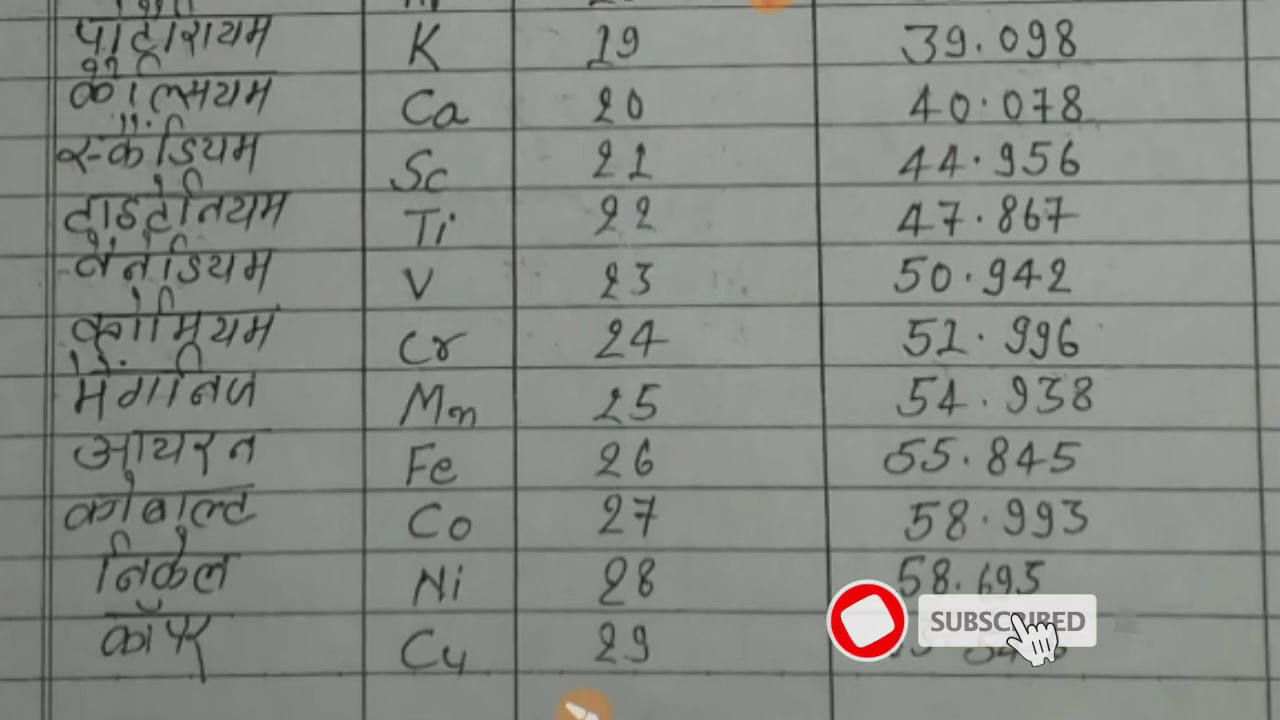 पोटाशियम K 19 39.098
कैल्सियम Ca 20 40.078
स्कैंडियम Sc 21 44.956
टाइटेनियम Ti 22 47.867
वैनेडियम V 23 50.942
क्रोमियम Cr 24 51.996
मैंगनिज Mn 25 54.938
आयरन Fe 26 55.845
कोबाल्ट Co 27 58.993
निकेल Ni 28 58.693
कॉपर Cu 29
SUBSCRIBED